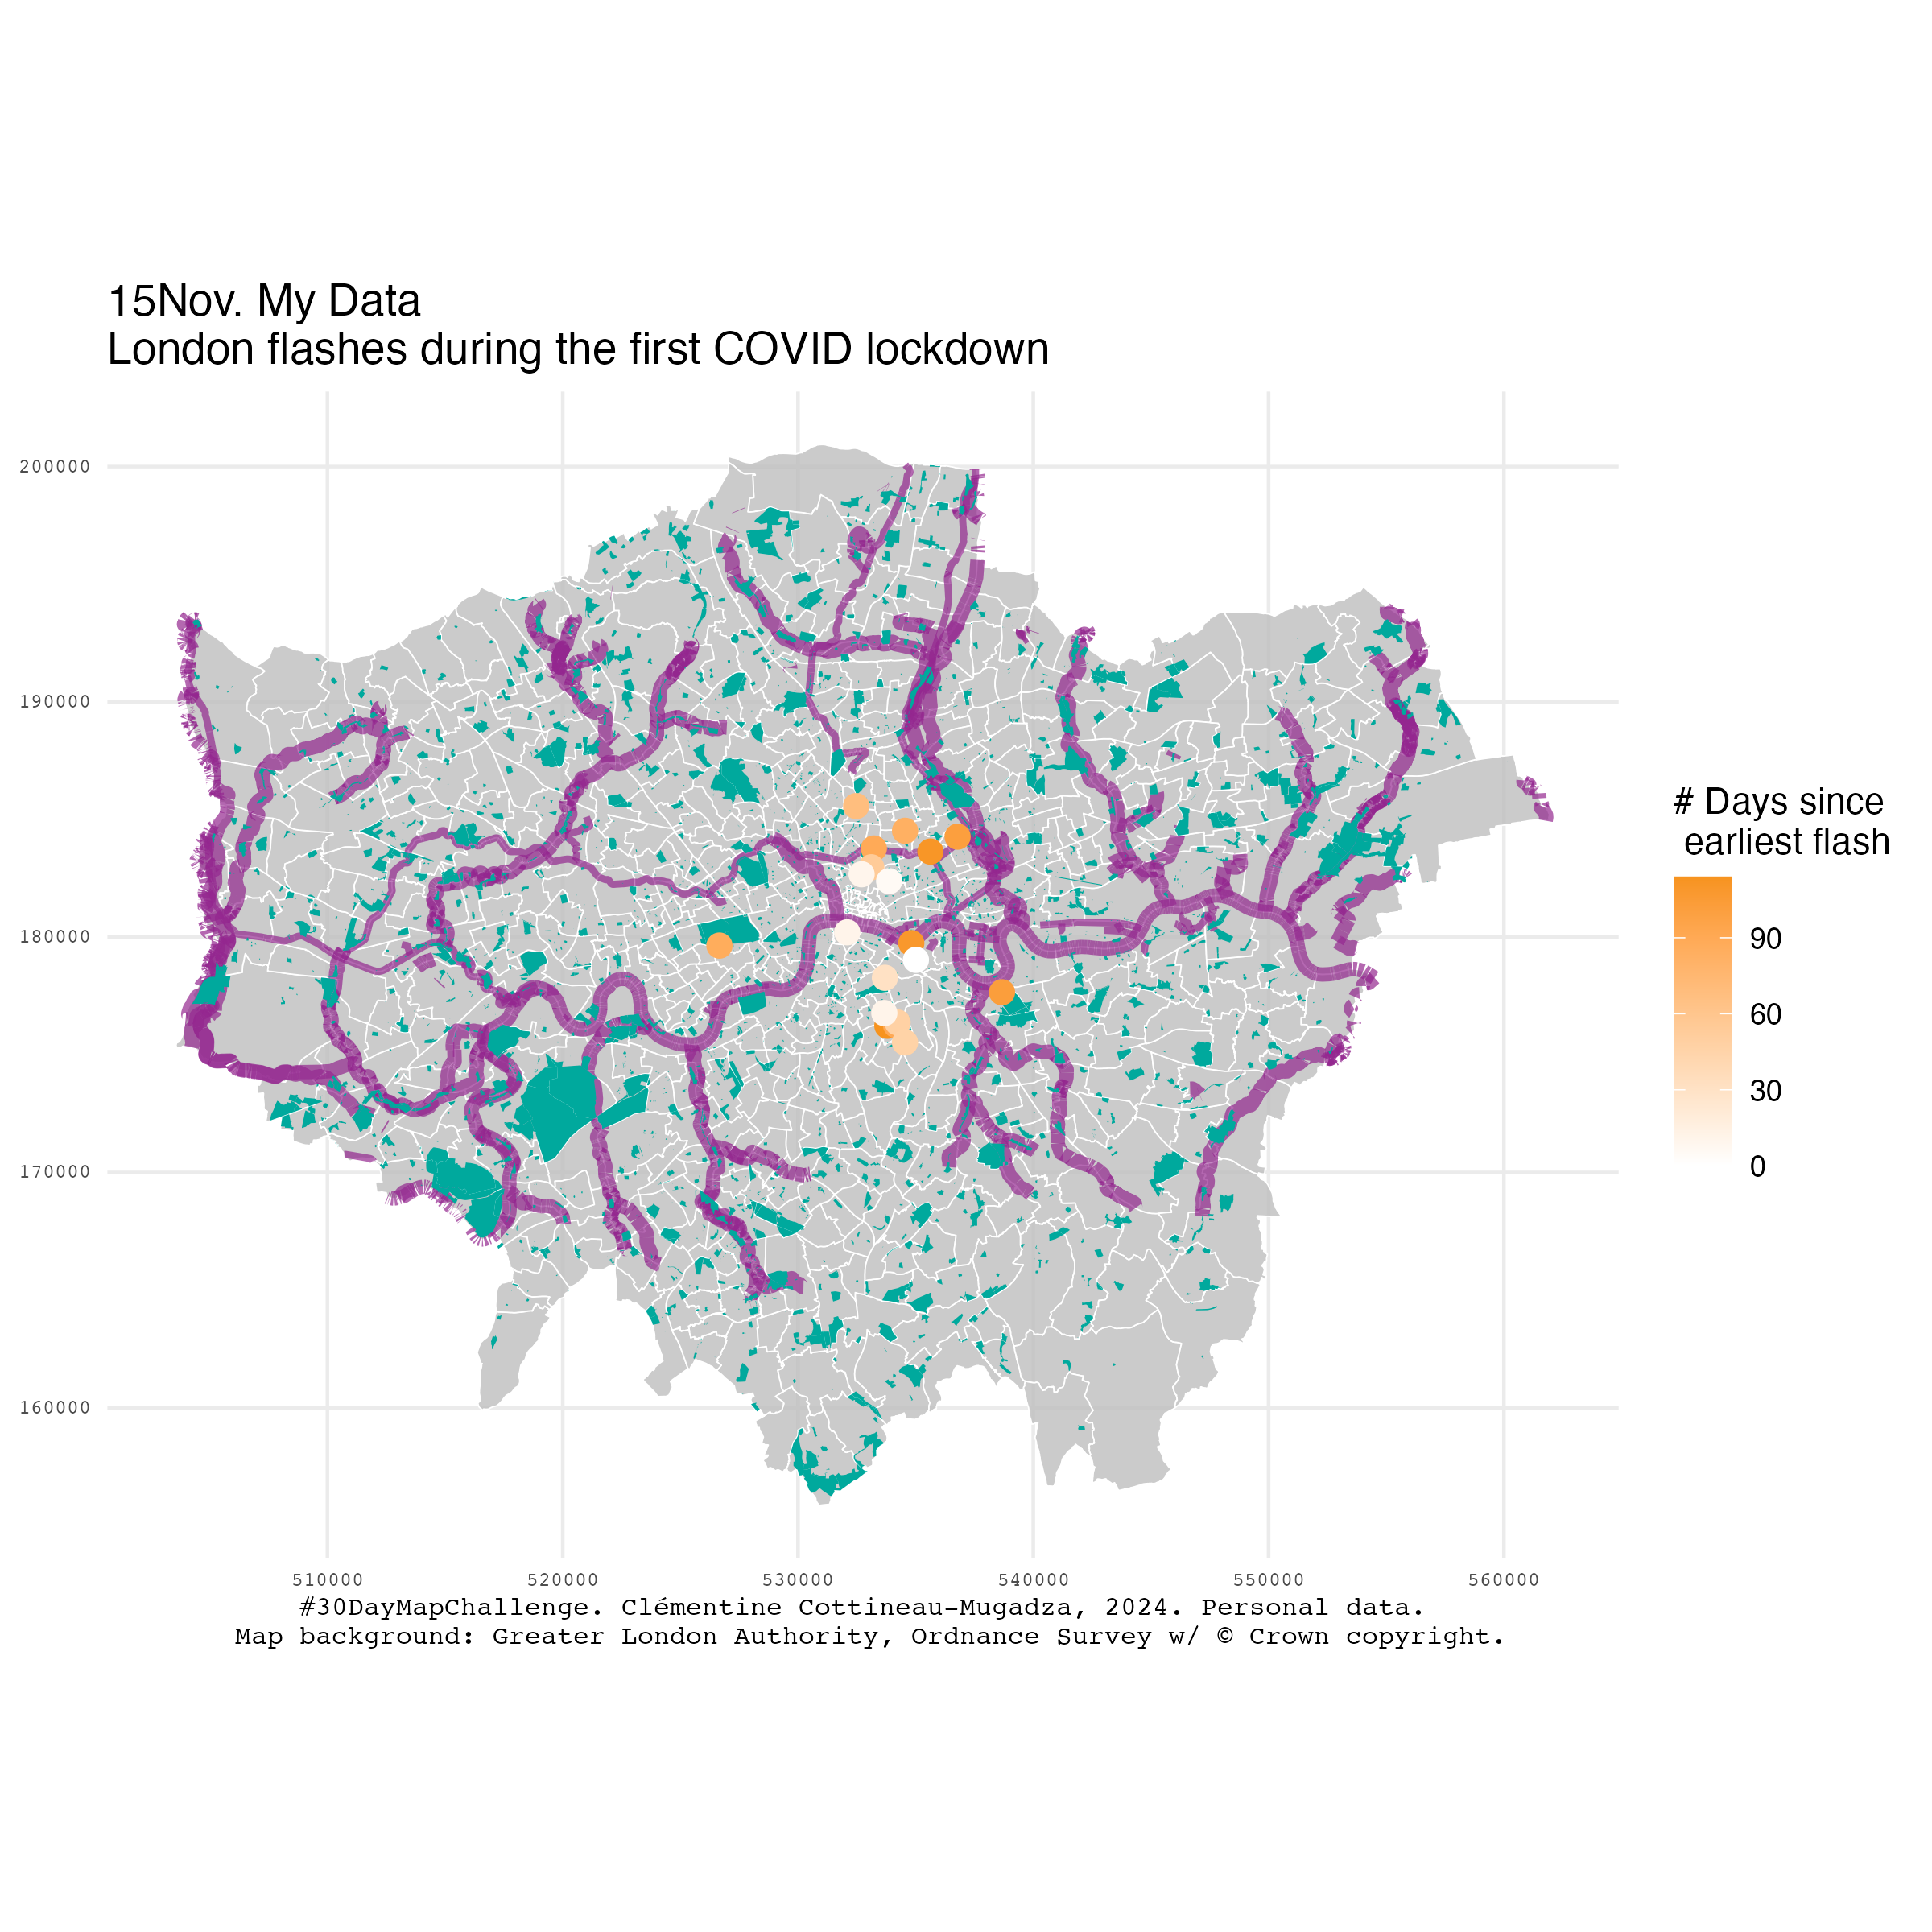 15Nov. My Data
London flashes during the first COVID lockdown
200000
190000
180000
170000
160000
510000 520000 530000 540000 550000 560000
# Days since
earliest flash
90
60
30
0
#30DayMapChallenge. Clémentine Cottineau-Mugadza, 2024. Personal data.
Map background: Greater London Authority, Ordnance Survey w/ © Crown copyright.